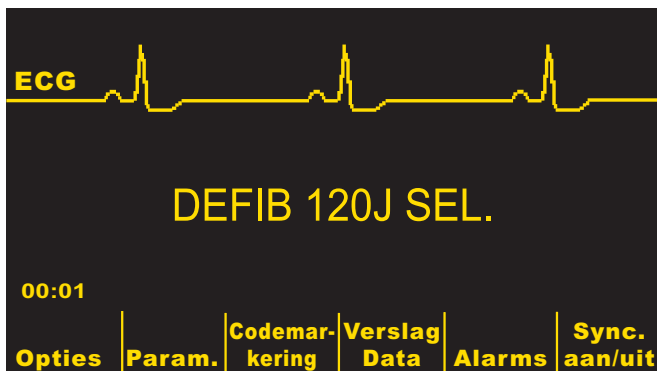 ECG
DEFIB 120J SEL.
00:01
Opties
Param.
Codemar-
kering
Verslag
Data
Alarms
Sync.
aan/uit